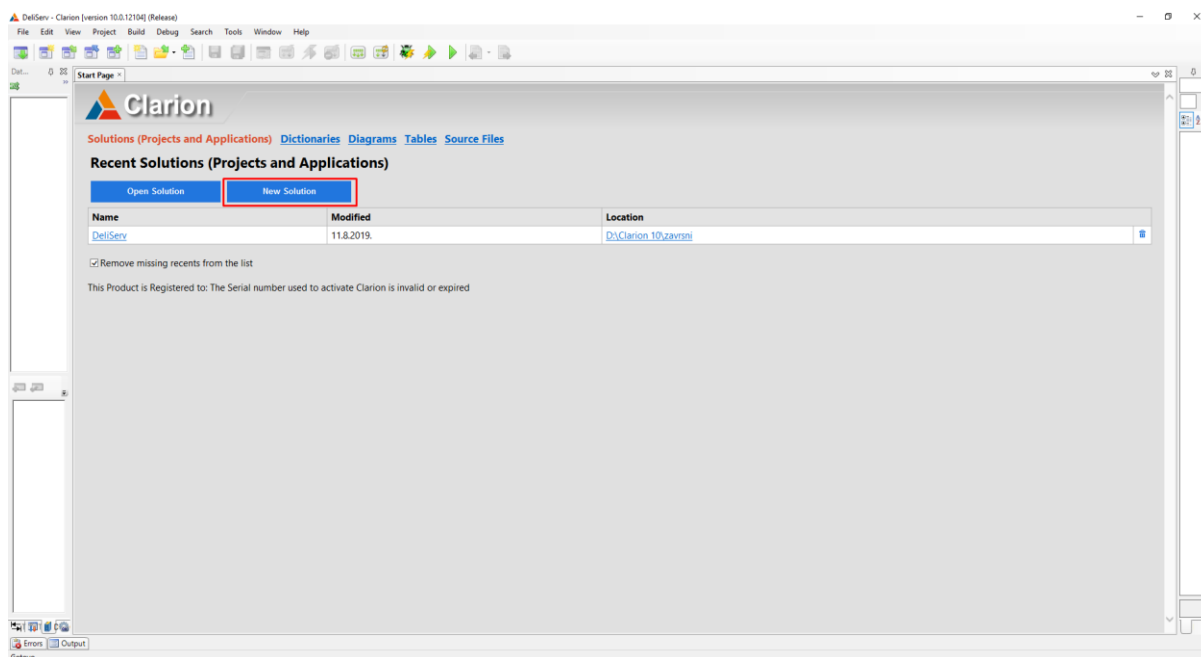 DeliServ - Clarion [version 10.0.12104] (Release)
File Edit View Project Build Debug Search Tools Window Help
Dat...
Start Page
Clarion
Solutions (Projects and Applications) Dictionaries Diagrams Tables Source Files
Recent Solutions (Projects and Applications)
Open Solution New Solution
Name Modified Location
DeliServ 11.8.2019. D:\Clarion 10\zavrsni
Remove missing recents from the list
This Product is Registered to: The Serial number used to activate Clarion is invalid or expired
Errors Output